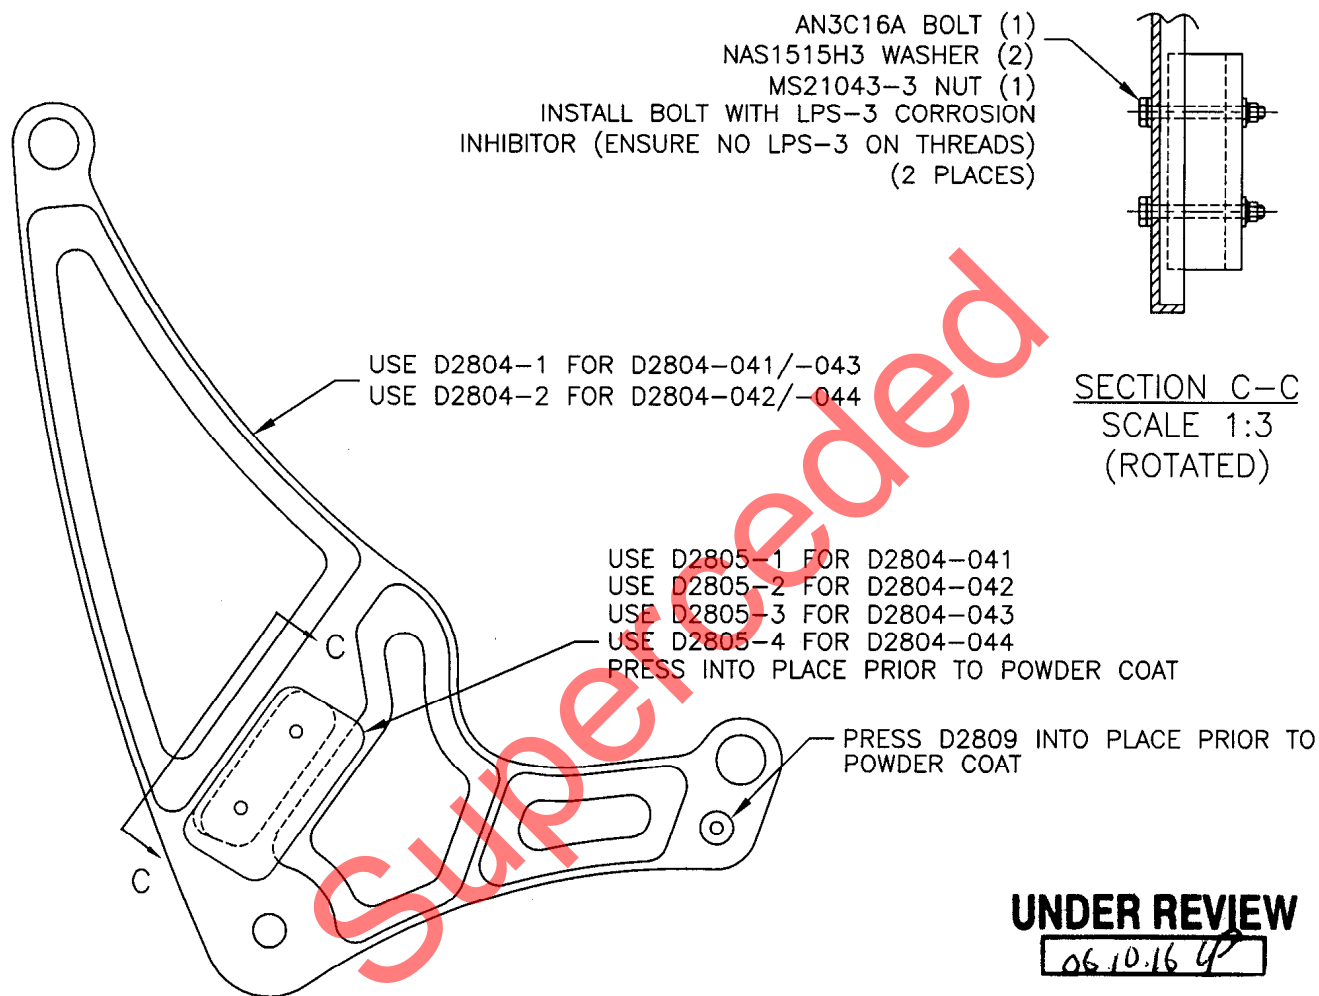 AN3C16A BOLT (1)
NAS1515H3 WASHER (2)
MS21043-3 NUT (1)
INSTALL BOLT WITH LPS-3 CORROSION
INHIBITOR (ENSURE NO LPS-3 ON THREADS)
(2 PLACES)
SECTION C-C
SCALE 1:3
(ROTATED)
USE D2804-1 FOR D2804-041/-043
USE D2804-2 FOR D2804-042/-044
USE D2805-1 FOR D2804-041
USE D2805-2 FOR D2804-042
USE D2805-3 FOR D2804-043
USE D2805-4 FOR D2804-044
PRESS INTO PLACE PRIOR TO POWDER COAT
C
PRESS D2809 INTO PLACE PRIOR TO
POWDER COAT
C
Superceded
UNDER REVIEW
06.10.16